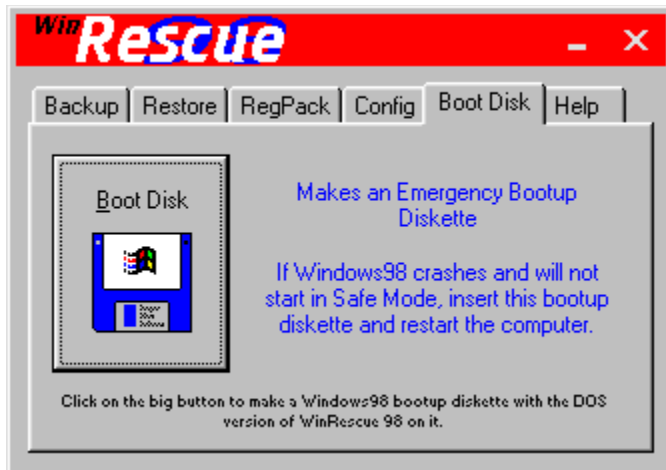 WinRescue
Backup Restore RegPack Config Boot Disk Help
Boot Disk
Makes an Emergency Bootup
Diskette
If Windows98 crashes and will not
start in Safe Mode, insert this bootup
diskette and restart the computer.
Click on the big button to make a Windows98 bootup diskette with the DOS
version of WinRescue 98 on it.